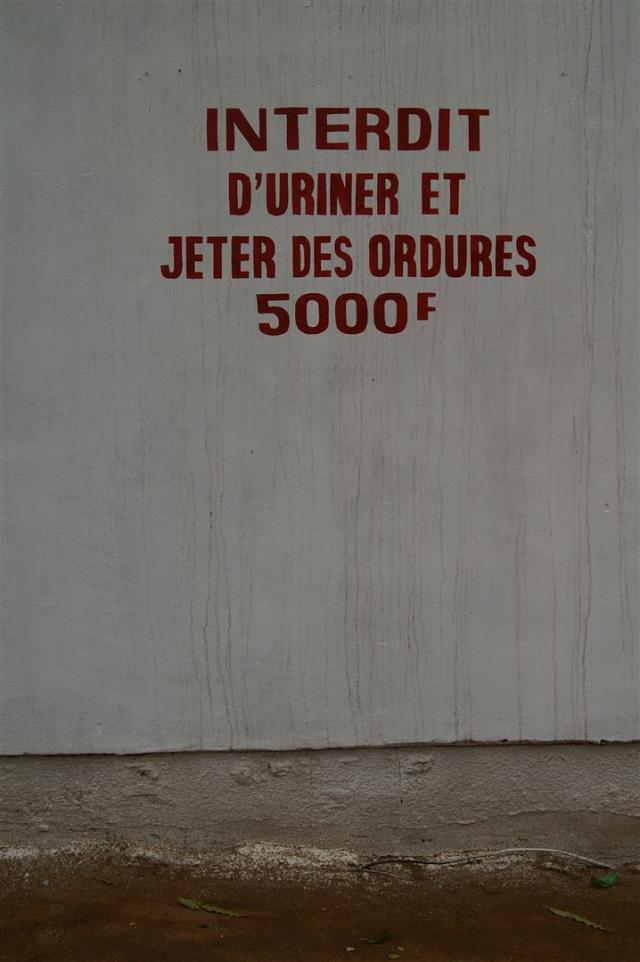 INTERDIT
D'URINER ET
JETER DES ORDURES
5000F